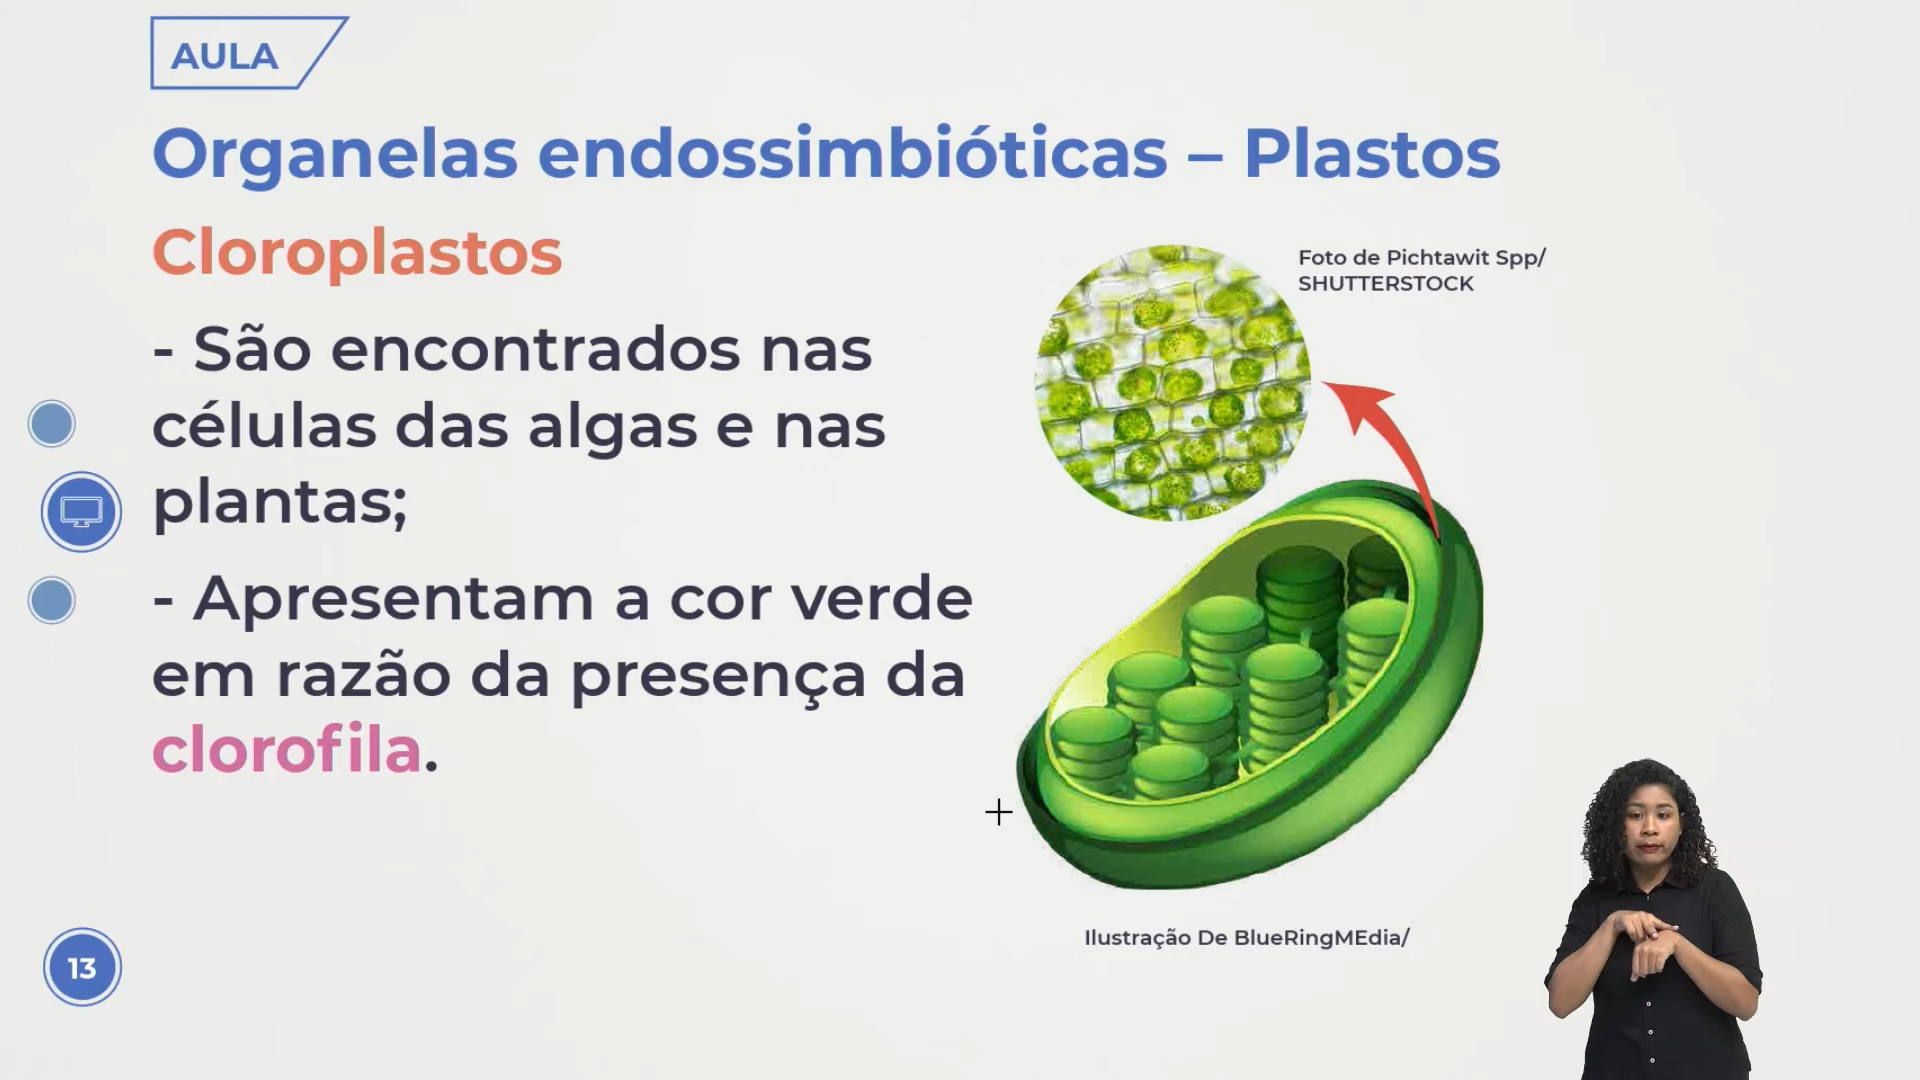 AULA
Organelas endossimbióticas – Plastos
Cloroplastos
- São encontrados nas
células das algas e nas
plantas;
- Apresentam a cor verde
em razão da presença da
clorofila.
Foto de Pichtawit Spp/
SHUTTERSTOCK
Ilustração De BlueRingMEdia/
13